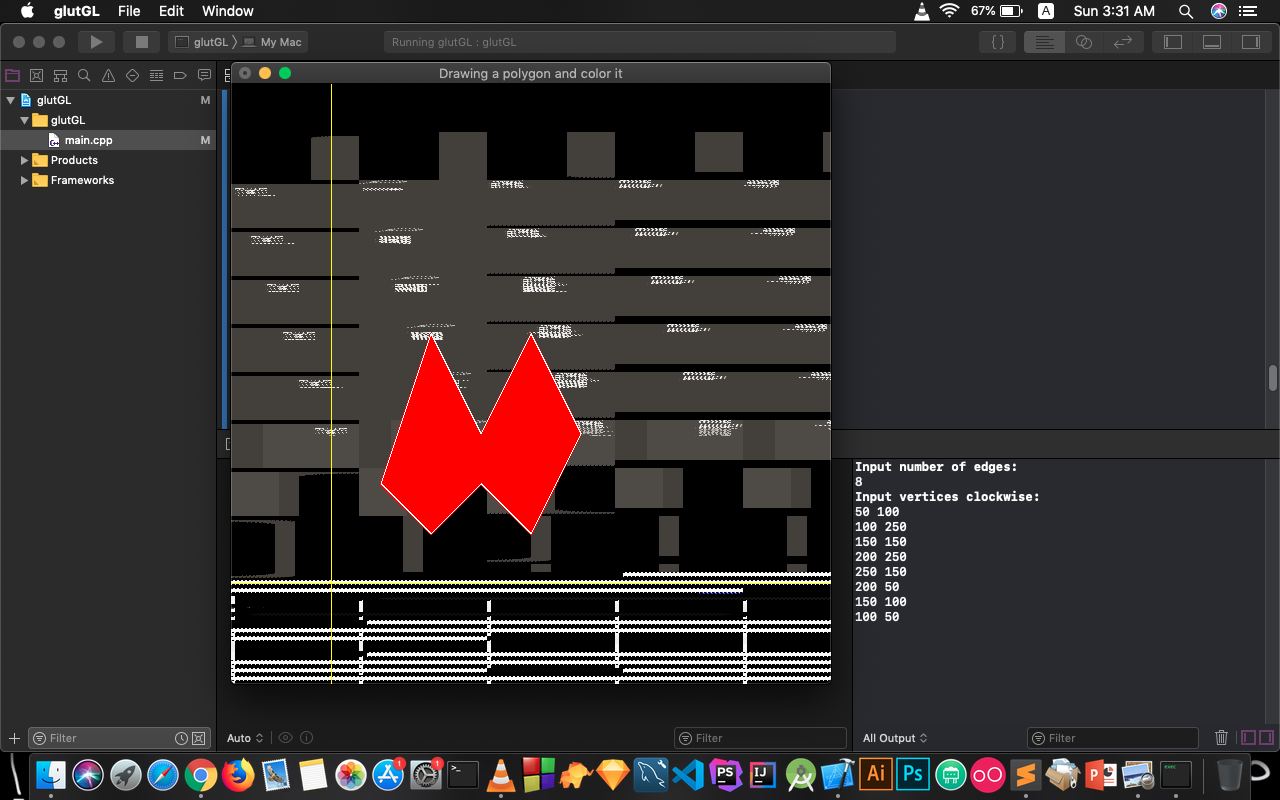 glutGL File Edit Window 67% A Sun 3:31 AM
glutGL My Mac Running glutGL : glutGL {}
Drawing a polygon and color it
glutGL M
glutGL
main.cpp M
Products
Frameworks
Input number of edges:
8
Input vertices clockwise:
50 100
100 250
150 150
200 250
250 150
200 50
150 100
100 50
Filter Auto Filter All Output Filter
1 1 PS IJ Ai Ps